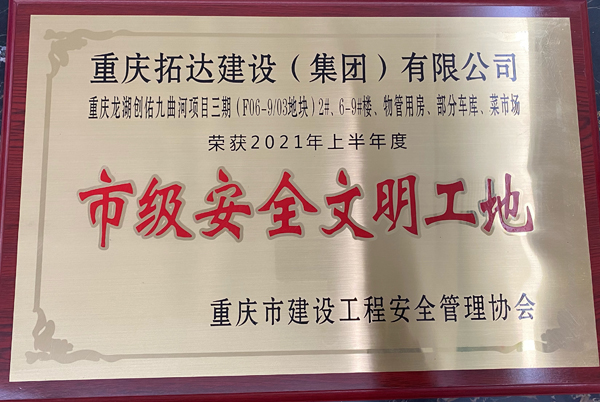 重庆拓达建设（集团）有限公司
重庆龙湖创佑九曲河项目三期（F06-9/03地块）2#、6-9#楼、物管用房、部分车库、菜市场
荣获2021年上半年度
市级安全文明工地
重庆市建设工程安全管理协会